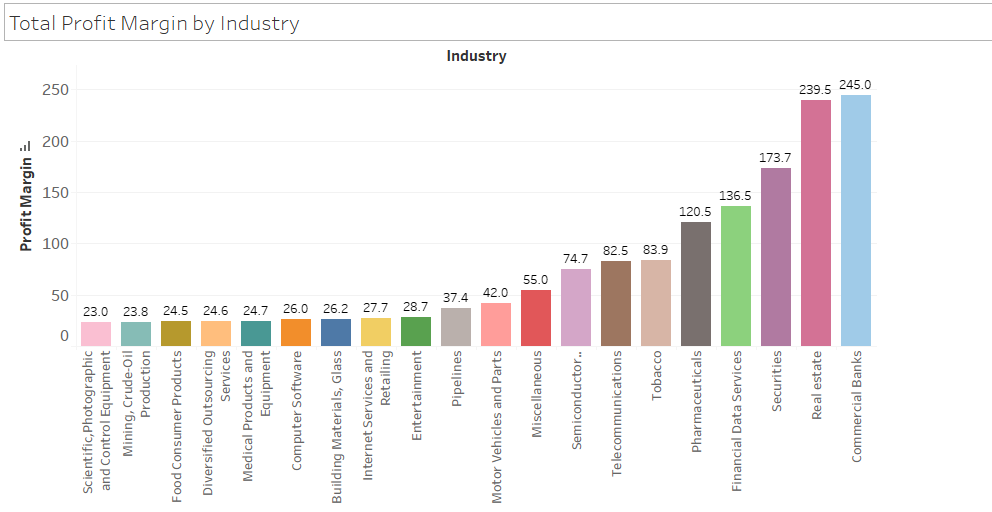 Total Profit Margin by Industry
Industry
Profit Margin
250
200
150
100
50
0
23.0
23.8
24.5
24.6
24.7
26.0
26.2
27.7
28.7
37.4
42.0
55.0
74.7
82.5
83.9
120.5
136.5
173.7
239.5
245.0
Scientific,Photographic
and Control Equipment
Mining, Crude-Oil
Production
Food Consumer Products
Diversified Outsourcing
Services
Medical Products and
Equipment
Computer Software
Building Materials, Glass
Internet Services and
Retailing
Entertainment
Pipelines
Motor Vehicles and Parts
Miscellaneous
Semiconductor..
Telecommunications
Tobacco
Pharmaceuticals
Financial Data Services
Securities
Real estate
Commercial Banks